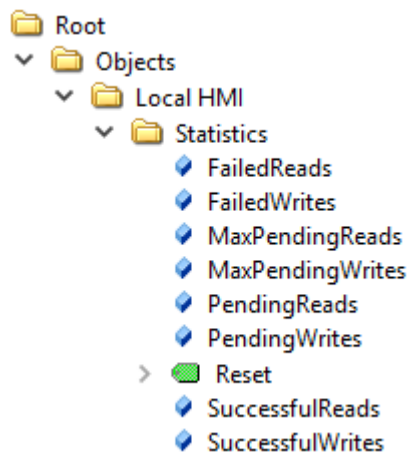 Root
Objects
Local HMI
Statistics
FailedReads
FailedWrites
MaxPendingReads
MaxPendingWrites
PendingReads
PendingWrites
Reset
SuccessfulReads
SuccessfulWrites